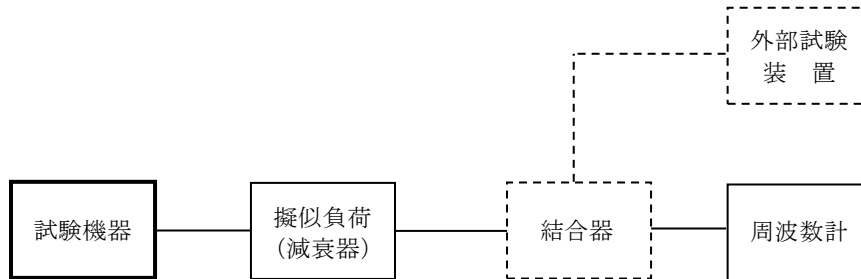 外部試験
装　置
試験機器
擬似負荷
（減衰器）
結合器
周波数計